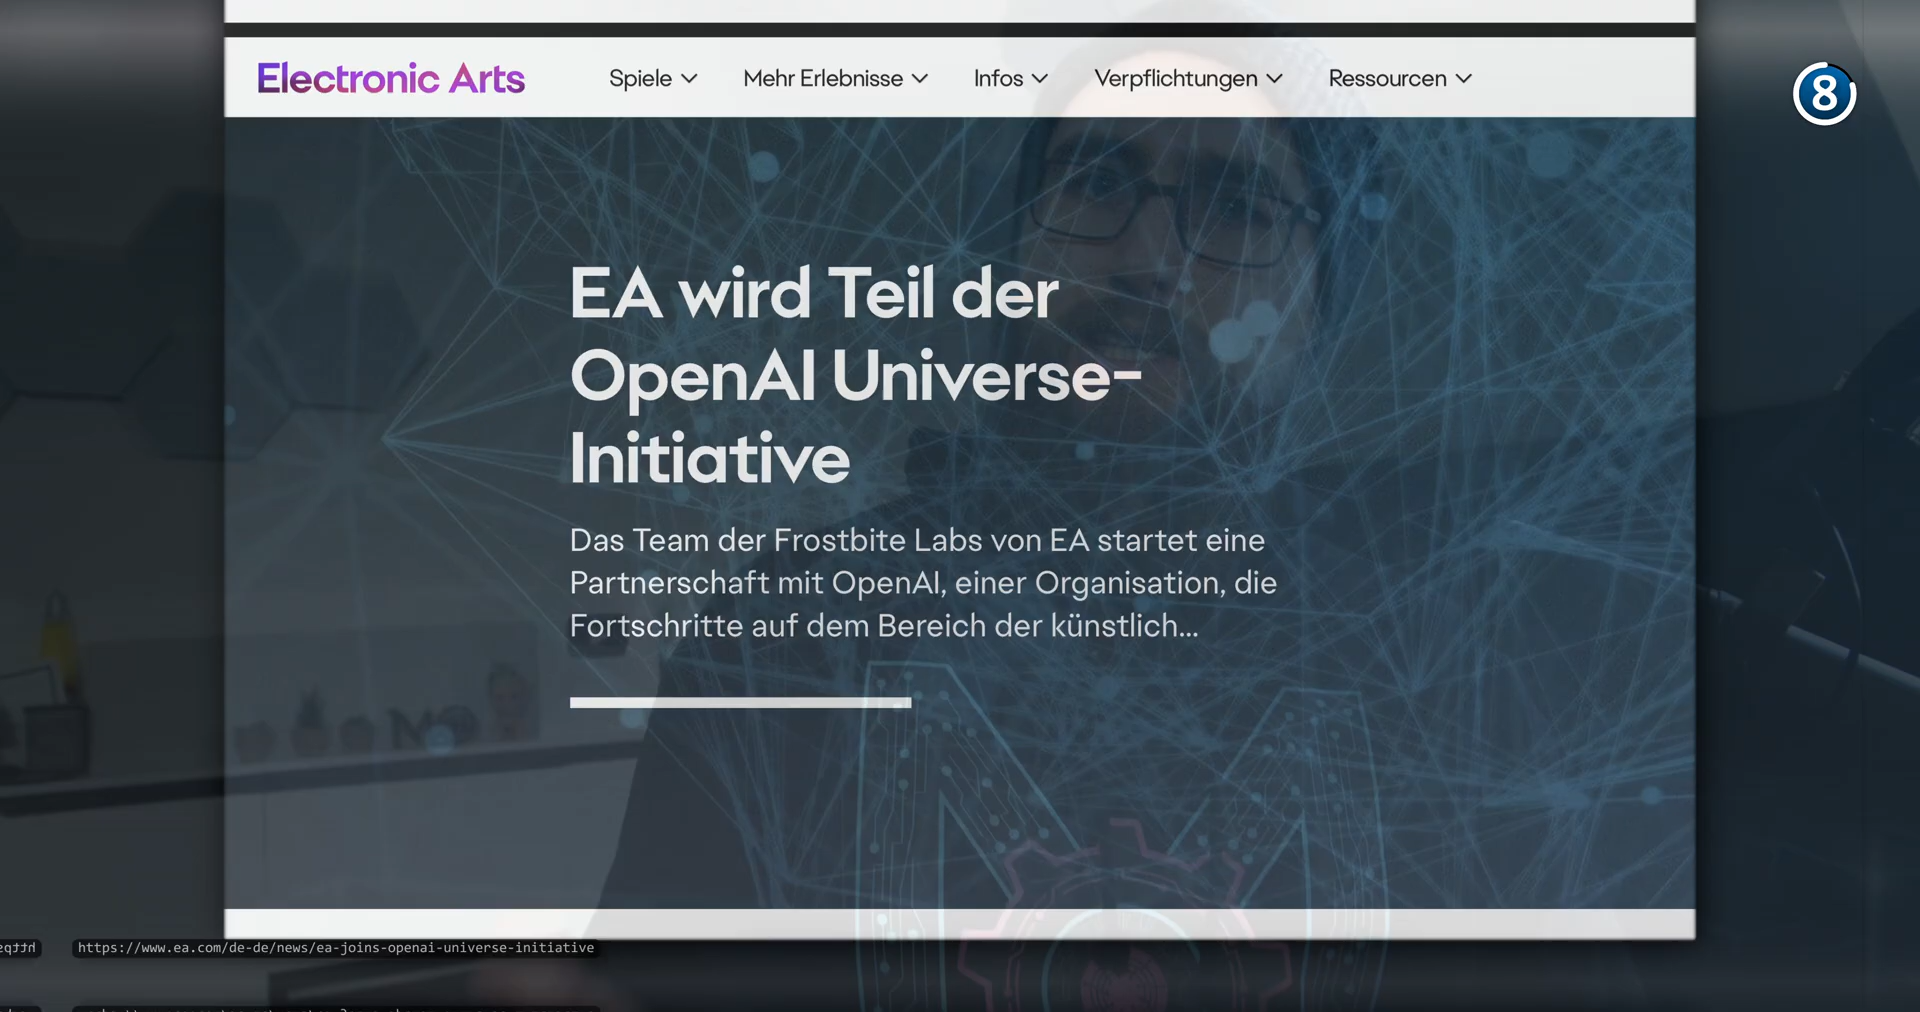 Electronic Arts
Spiele
Mehr Erlebnisse
Infos
Verpflichtungen
Ressourcen
8
EA wird Teil der
OpenAI Universe-
Initiative
Das Team der Frostbite Labs von EA startet eine
Partnerschaft mit OpenAI, einer Organisation, die
Fortschritte auf dem Bereich der künstlich...
https://www.ea.com/de-de/news/ea-joins-openai-universe-initiative